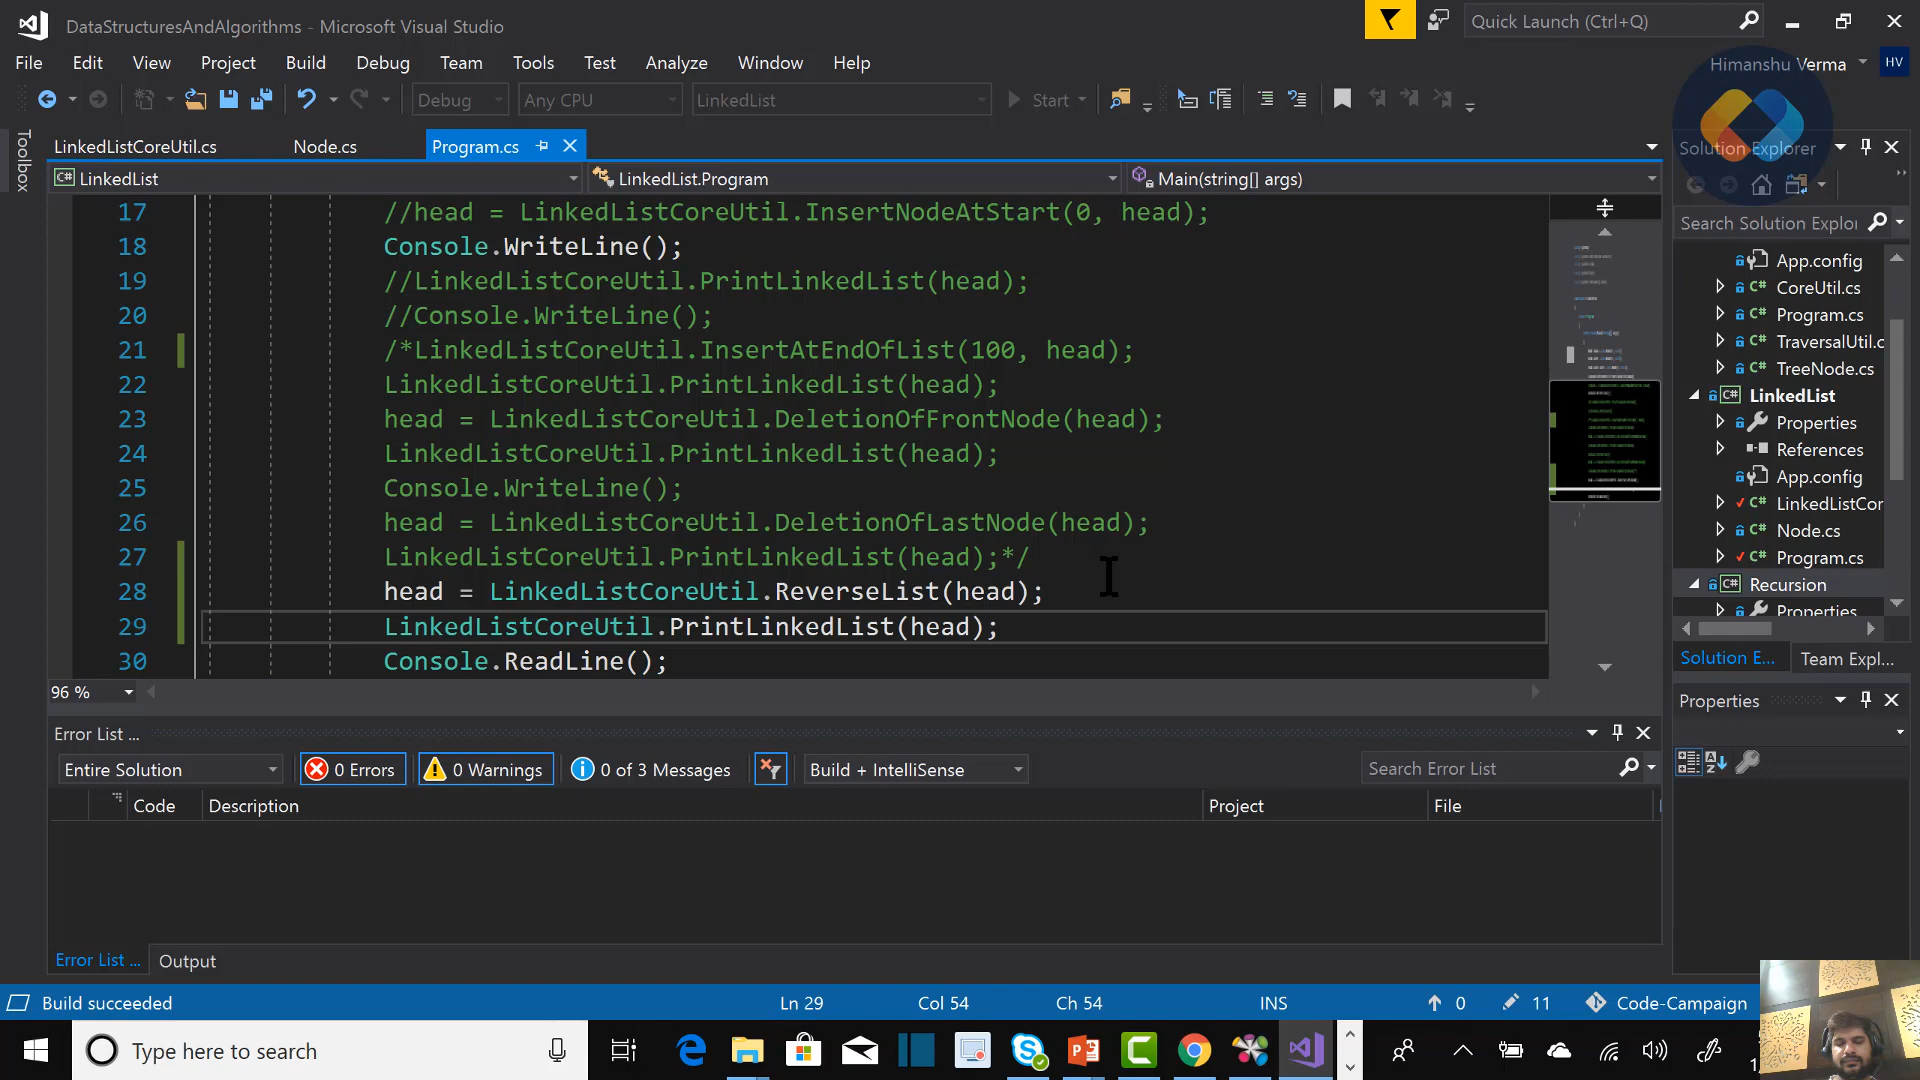 DataStructuresAndAlgorithms - Microsoft Visual Studio
Quick Launch (Ctrl+Q)
File Edit View Project Build Debug Team Tools Test Analyze Window Help
Himanshu Verma
HV
Debug Any CPU LinkedList Start
Toolbox
LinkedListCoreUtil.cs Node.cs Program.cs
Solution Explorer
C# LinkedList LinkedList.Program Main(string[] args)
Search Solution Explor
17 //head = LinkedListCoreUtil.InsertNodeAtStart(0, head);
18 Console.WriteLine();
19 //LinkedListCoreUtil.PrintLinkedList(head);
20 //Console.WriteLine();
21 /*LinkedListCoreUtil.InsertAtEndOfList(100, head);
22 LinkedListCoreUtil.PrintLinkedList(head);
23 head = LinkedListCoreUtil.DeletionOfFrontNode(head);
24 LinkedListCoreUtil.PrintLinkedList(head);
25 Console.WriteLine();
26 head = LinkedListCoreUtil.DeletionOfLastNode(head);
27 LinkedListCoreUtil.PrintLinkedList(head);*/
28 head = LinkedListCoreUtil.ReverseList(head);
29 LinkedListCoreUtil.PrintLinkedList(head);
30 Console.ReadLine();
App.config
C# CoreUtil.cs
C# Program.cs
C# TraversalUtil.c
C# TreeNode.cs
C# LinkedList
Properties
References
App.config
C# LinkedListCor
C# Node.cs
C# Program.cs
C# Recursion
Properties
Solution E... Team Expl...
96 %
Properties
Error List ...
Entire Solution 0 Errors 0 Warnings 0 of 3 Messages Build + IntelliSense Search Error List
Code Description Project File
Error List ... Output
Build succeeded Ln 29 Col 54 Ch 54 INS 0 11 Code-Campaign
Type here to search